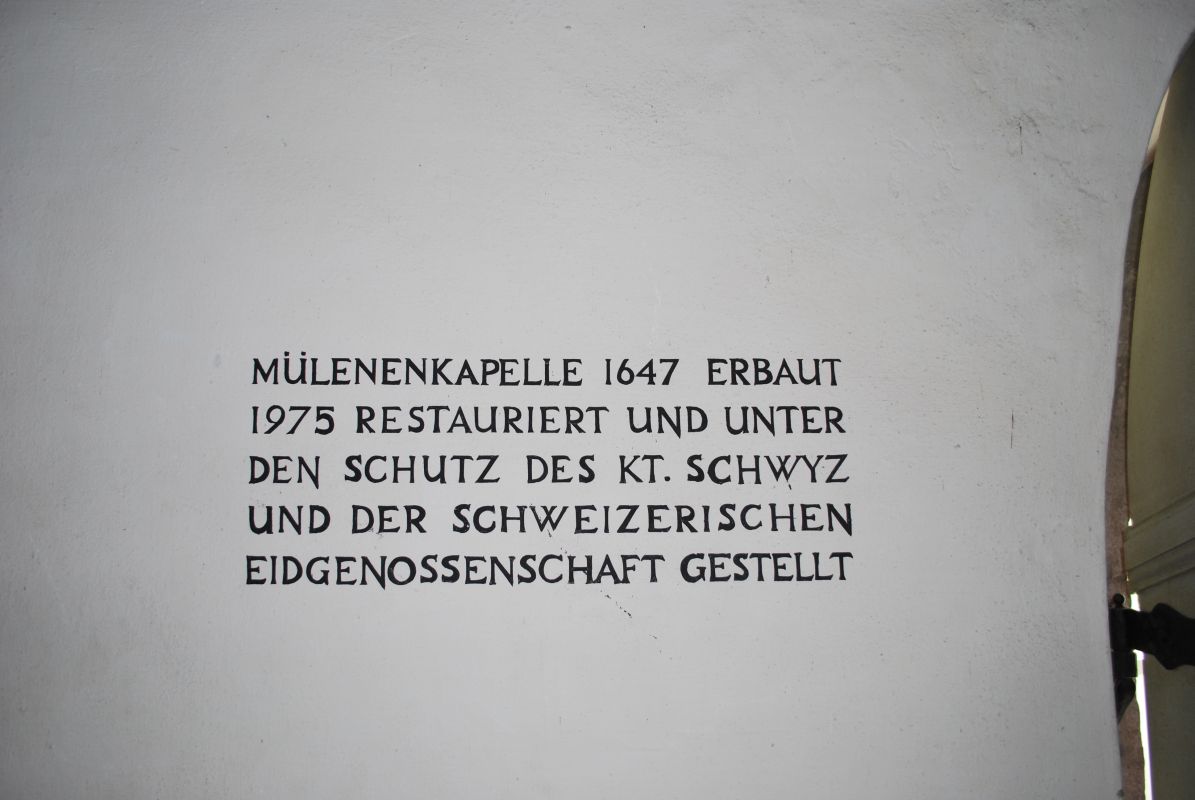 MÜLENENKAPELLE 1647 ERBAUT
1975 RESTAURIERT UND UNTER
DEN SCHUTZ DES KT. SCHWYZ
UND DER SCHWEIZERISCHEN
EIDGENOSSENSCHAFT GESTELLT